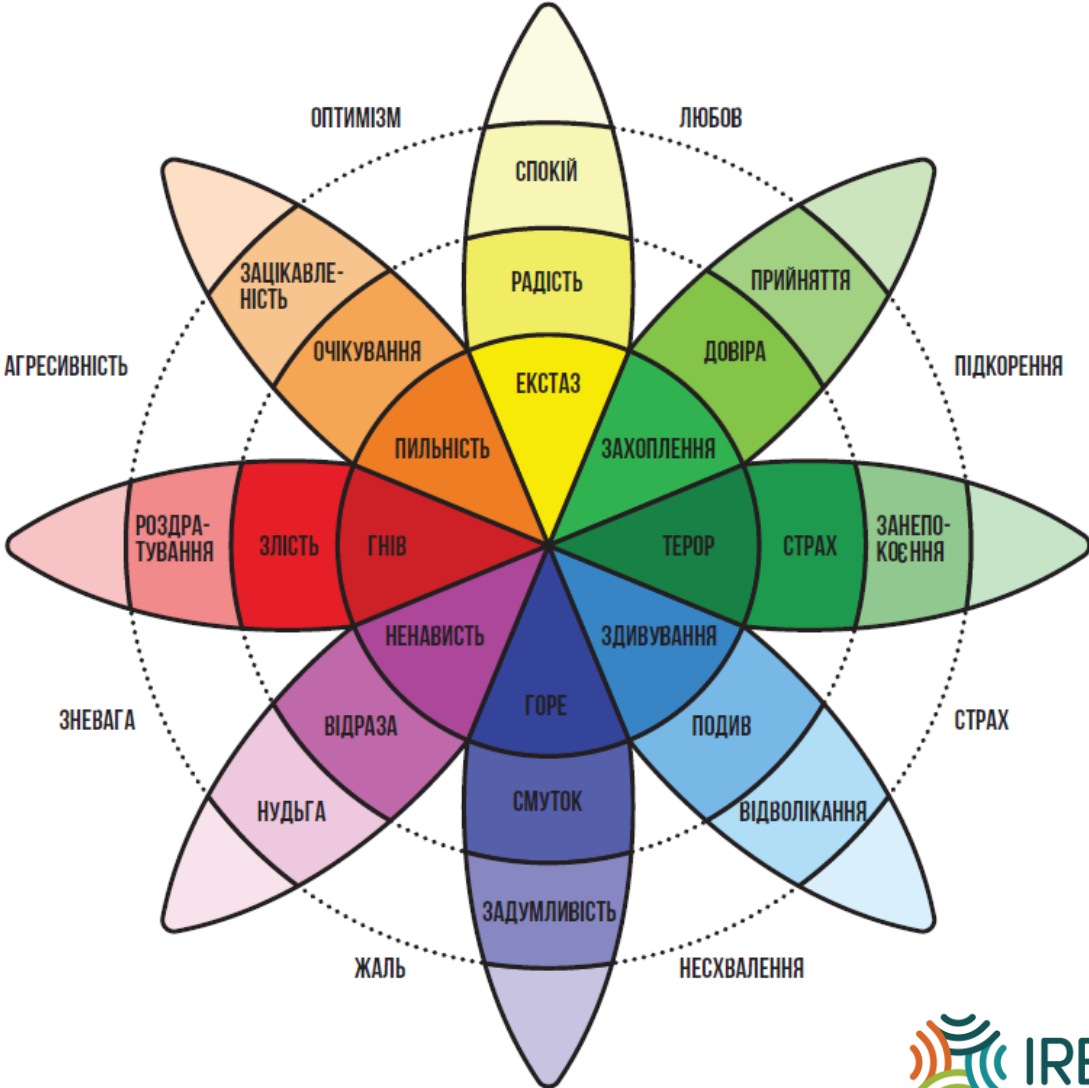 ОПТИМІЗМ
ЛЮБОВ
СПОКІЙ
ЗАЦІКАВЛЕ-
НІСТЬ
РАДІСТЬ
ПРИЙНЯТТЯ
ОЧІКУВАННЯ
ДОВІРА
АГРЕСИВНІСТЬ
ПІДКОРЕННЯ
ЕКСТАЗ
ПИЛЬНІСТЬ
ЗАХОПЛЕННЯ
РОЗДРА-
ТУВАННЯ
ЗЛІСТЬ
ГНІВ
ТЕРОР
СТРАХ
ЗАНЕПО-
КОЄННЯ
НЕНАВИСТЬ
ЗДИВУВАННЯ
ГОРЕ
ЗНЕВАГА
ВІДРАЗА
ПОДИВ
СТРАХ
СМУТОК
НУДЬГА
ВІДВОЛІКАННЯ
ЗАДУМЛИВІСТЬ
ЖАЛЬ
НЕСХВАЛЕННЯ